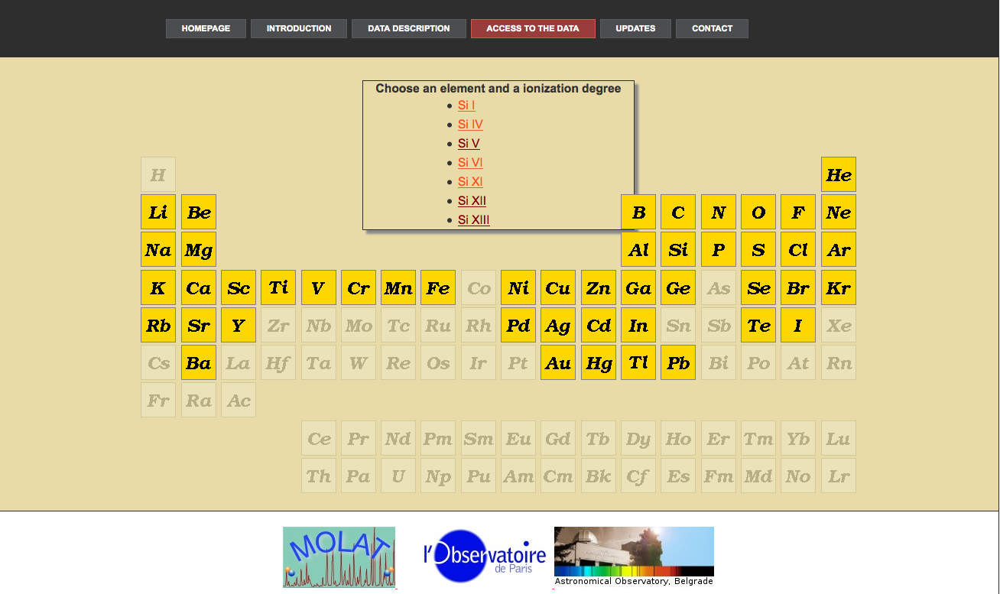 HOMEPAGE INTRODUCTION DATA DESCRIPTION ACCESS TO THE DATA UPDATES CONTACT
Choose an element and a ionization degree
Si I
Si IV
Si V
Si VI
Si XI
Si XII
Si XIII
H He
Li Be B C N O F Ne
Na Mg Al Si P S Cl Ar
K Ca Sc Ti V Cr Mn Fe Co Ni Cu Zn Ga Ge As Se Br Kr
Rb Sr Y Zr Nb Mo Tc Ru Rh Pd Ag Cd In Sn Sb Te I Xe
Cs Ba La Hf Ta W Re Os Ir Pt Au Hg Tl Pb Bi Po At Rn
Fr Ra Ac
Ce Pr Nd Pm Sm Eu Gd Tb Dy Ho Er Tm Yb Lu
Th Pa U Np Pu Am Cm Bk Cf Es Fm Md No Lr
MOLAT
l'Observatoire
de Paris
Astronomical Observatory, Belgrade